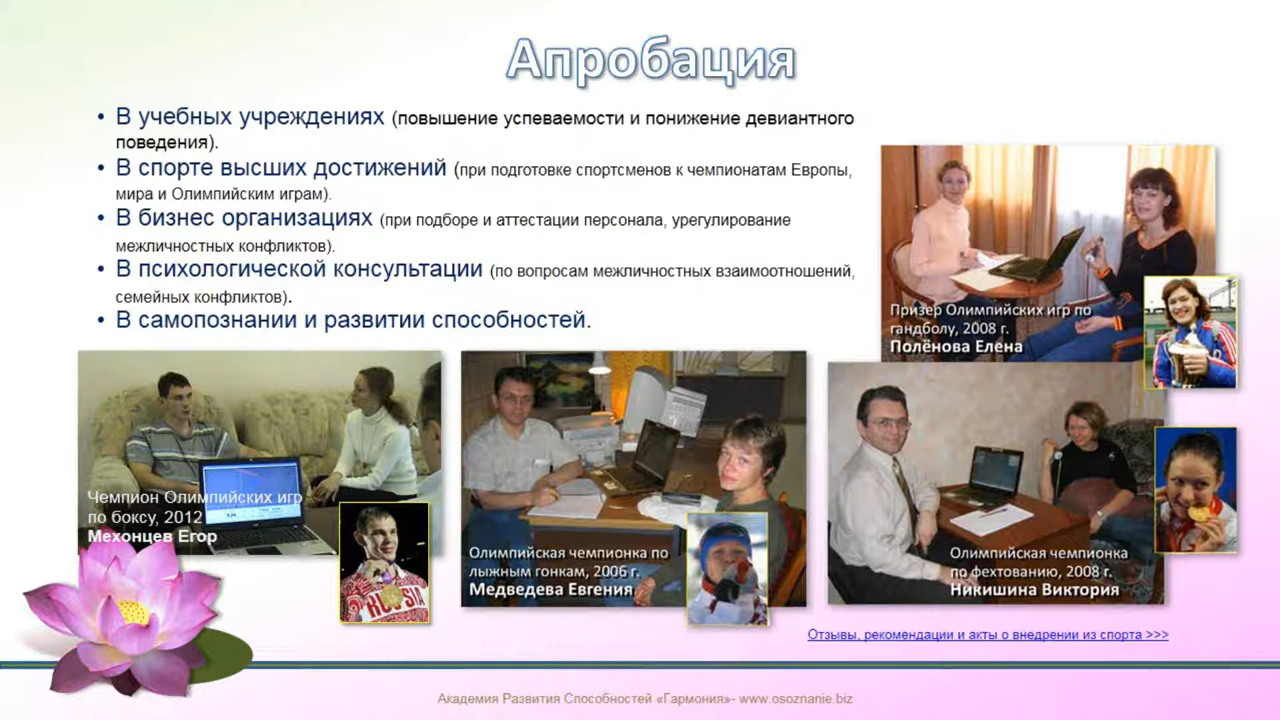 Апробация
• В учебных учреждениях (повышение успеваемости и понижение девиантного
поведения).
• В спорте высших достижений (при подготовке спортсменов к чемпионатам Европы,
мира и Олимпийским играм).
• В бизнес организациях (при подборе и аттестации персонала, урегулирование
межличностных конфликтов).
• В психологической консультации (по вопросам межличностных взаимоотношений,
семейных конфликтов).
• В самопознании и развитии способностей.
Призер Олимпийских игр по
гандболу, 2008 г.
Полёнова Елена
Чемпион Олимпийских игр
по боксу, 2012
Мехонцев Егор
RUSSIA
Олимпийская чемпионка по
лыжным гонкам, 2006 г.
Медведева Евгения
Олимпийская чемпионка
по фехтованию, 2008 г.
Никишина Виктория
Отзывы, рекомендации и акты о внедрении из спорта >>>
Академия Развития Способностей «Гармония»- www.osoznanie.biz